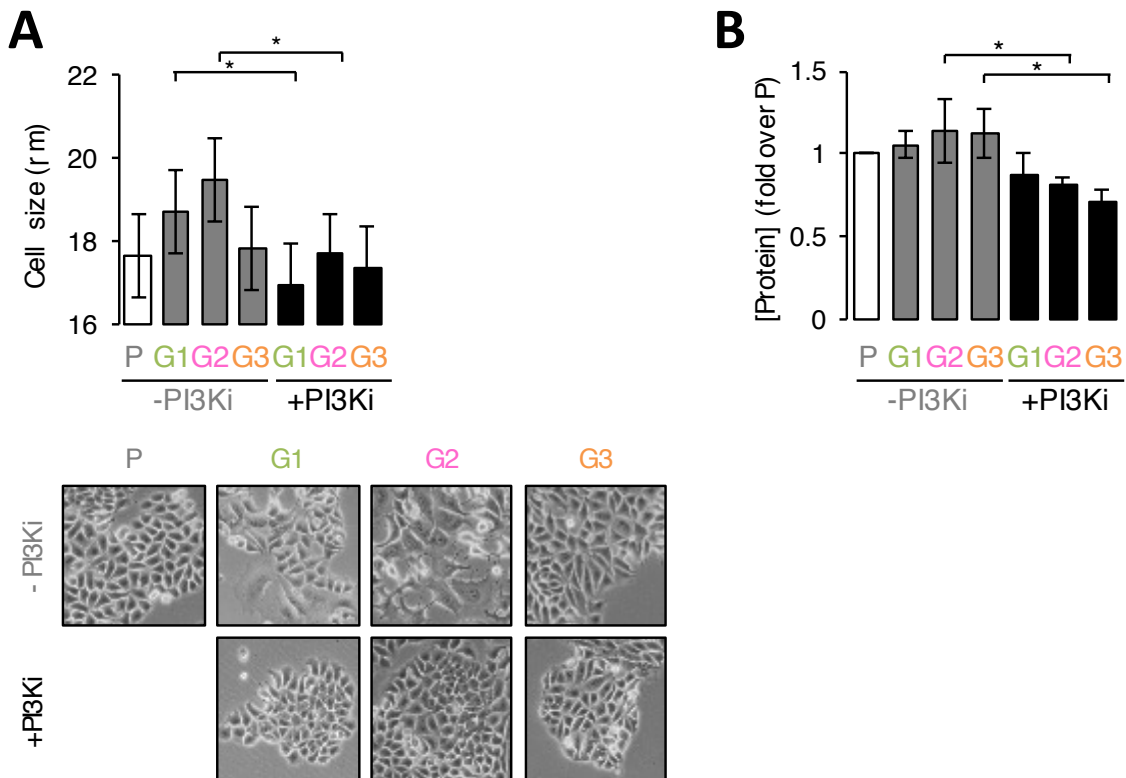 A
Cell size (r m)
22
20
18
16
*
*
P G1 G2 G3 G1 G2 G3
-PI3Ki +PI3Ki
B
[Protein] (fold over P)
1.5
1
0.5
0
*
*
P G1 G2 G3 G1 G2 G3
-PI3Ki +PI3Ki
P G1 G2 G3
- PI3Ki
+PI3Ki